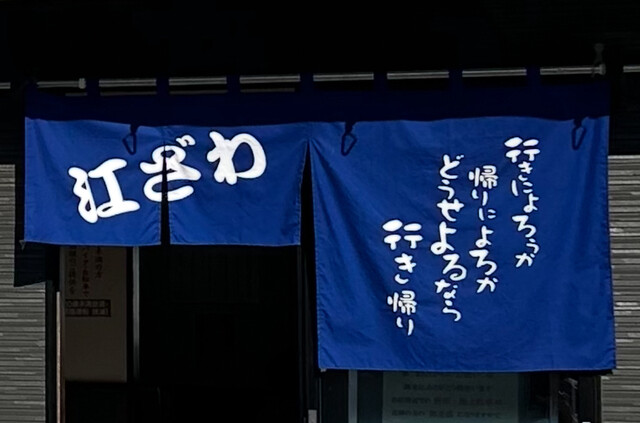 江ざわ
行きによろうか
帰りによろか
どうせよるなら
行きし帰り